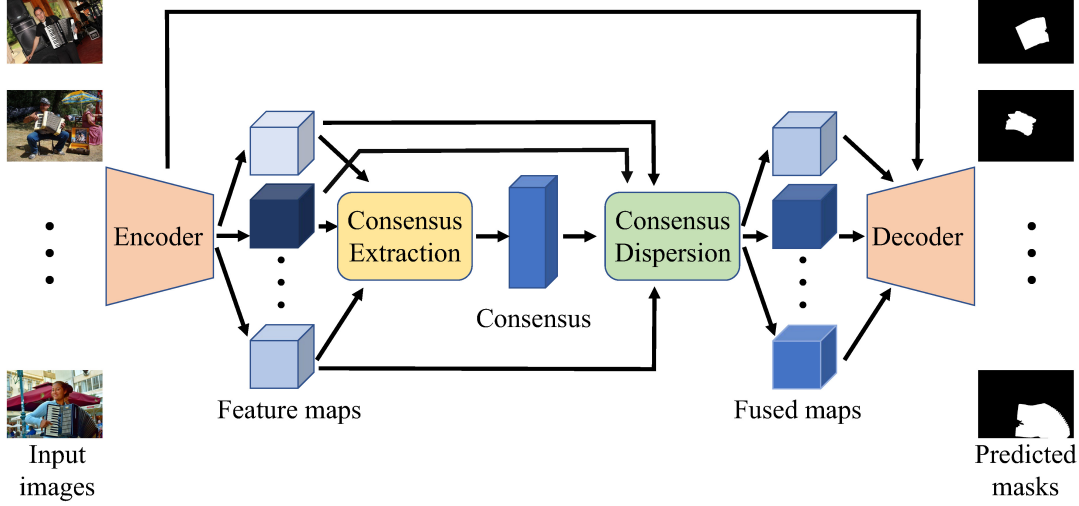 Encoder
Consensus
Extraction
Consensus
Consensus
Dispersion
Decoder
Feature maps
Fused maps
Input
images
Predicted
masks